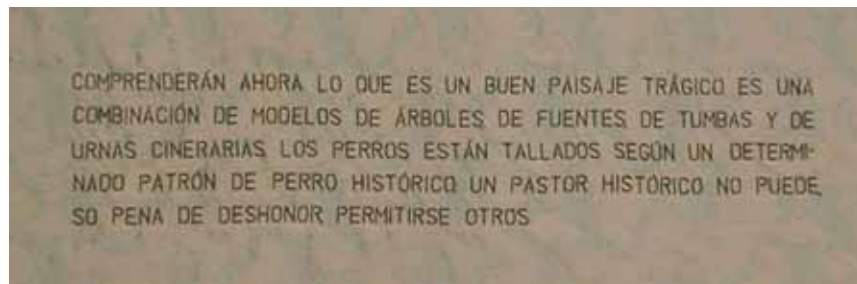 COMPRENDERÁN AHORA LO QUE ES UN BUEN PAISAJE TRÁGICO ES UNA
COMBINACIÓN DE MODELOS DE ÁRBOLES DE FUENTES DE TUMBAS Y DE
URNAS CINERARIAS LOS PERROS ESTÁN TALLADOS SEGÚN UN DETERMI-
NADO PATRÓN DE PERRO HISTÓRICO UN PASTOR HISTÓRICO NO PUEDE,
SO PENA DE DESHONOR PERMITIRSE OTROS